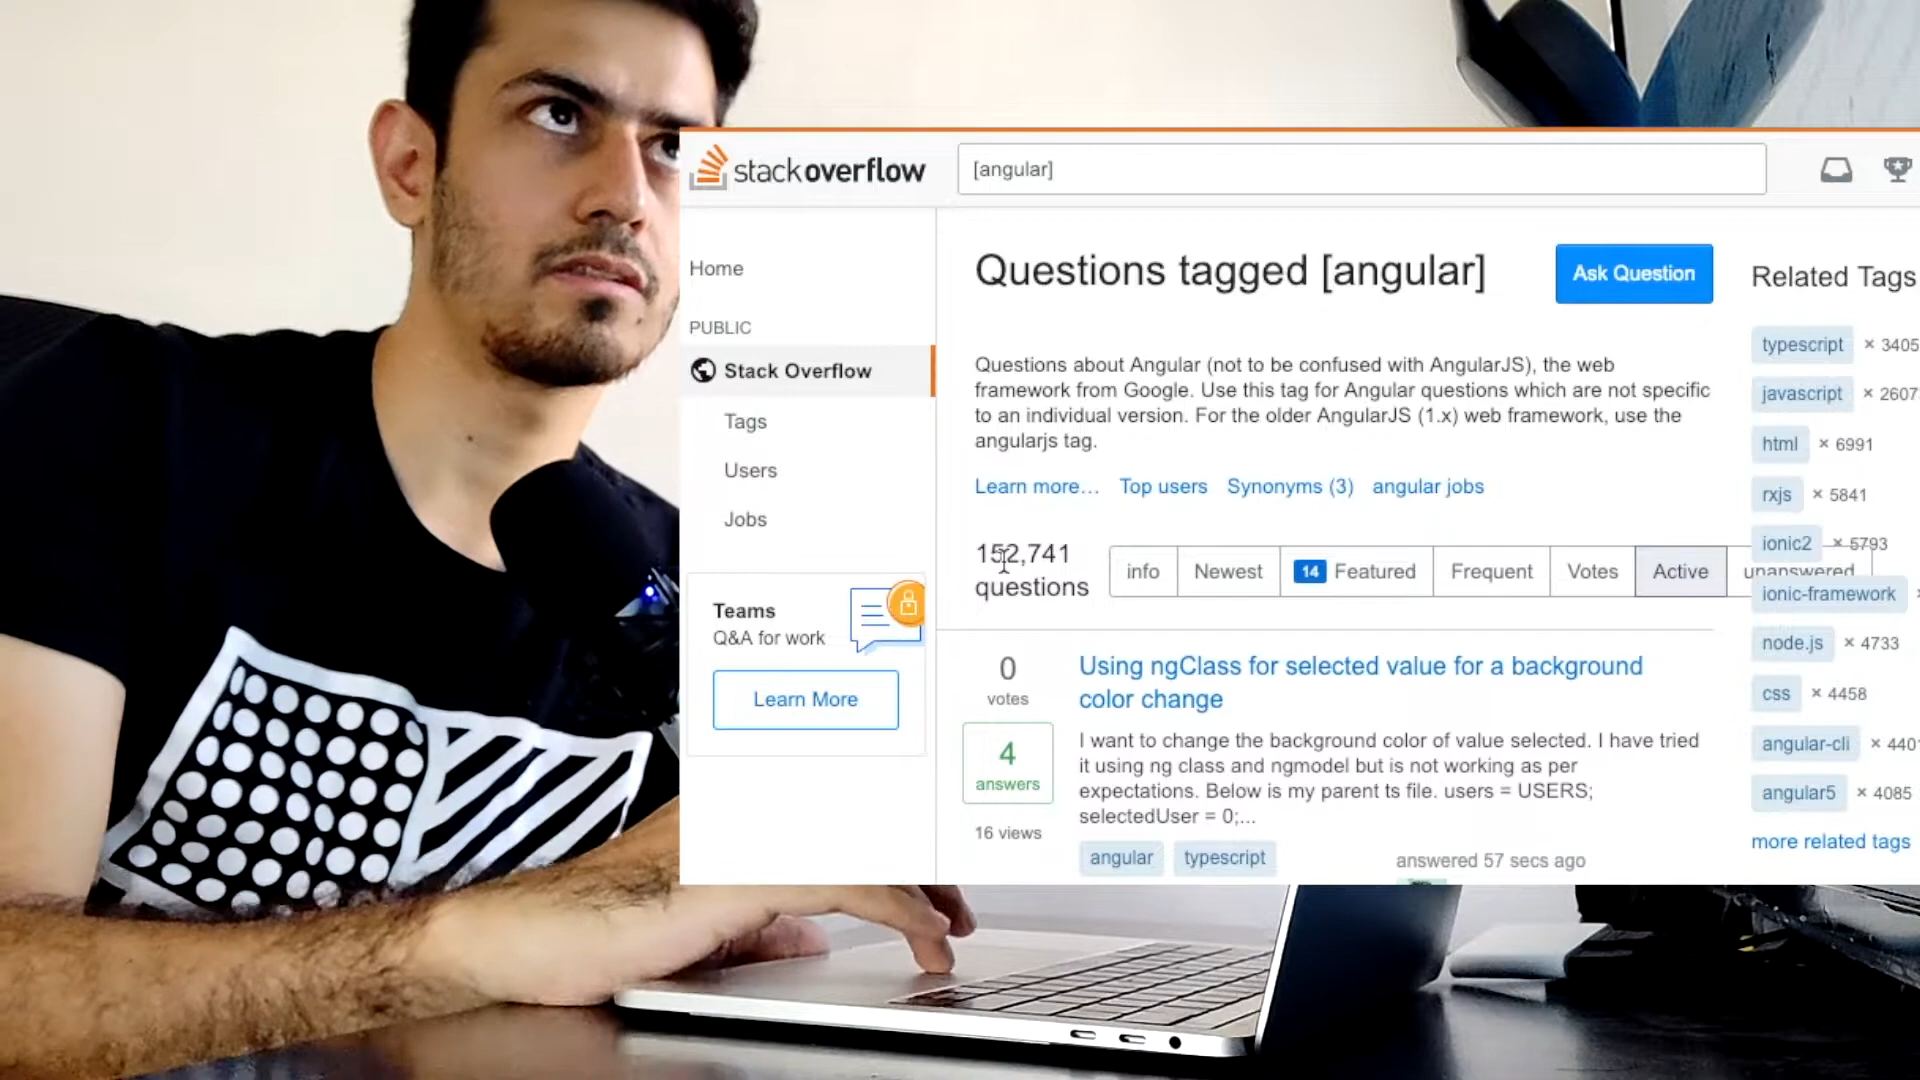 stackoverflow
[angular]
Home
PUBLIC
Stack Overflow
Tags
Users
Jobs
Teams
Q&A for work
Learn More
Questions tagged [angular]
Ask Question
Questions about Angular (not to be confused with AngularJS), the web
framework from Google. Use this tag for Angular questions which are not specific
to an individual version. For the older AngularJS (1.x) web framework, use the
angularjs tag.
Learn more… Top users Synonyms (3) angular jobs
152,741
questions
info Newest 14 Featured Frequent Votes Active unanswered
0
votes
4
answers
16 views
Using ngClass for selected value for a background
color change
I want to change the background color of value selected. I have tried
it using ng class and ngmodel but is not working as per
expectations. Below is my parent ts file. users = USERS;
selectedUser = 0;...
angular typescript
answered 57 secs ago
Related Tags
typescript × 3405
javascript × 2607
html × 6991
rxjs × 5841
ionic2 × 5793
ionic-framework ×
node.js × 4733
css × 4458
angular-cli × 440
angular5 × 4085
more related tags